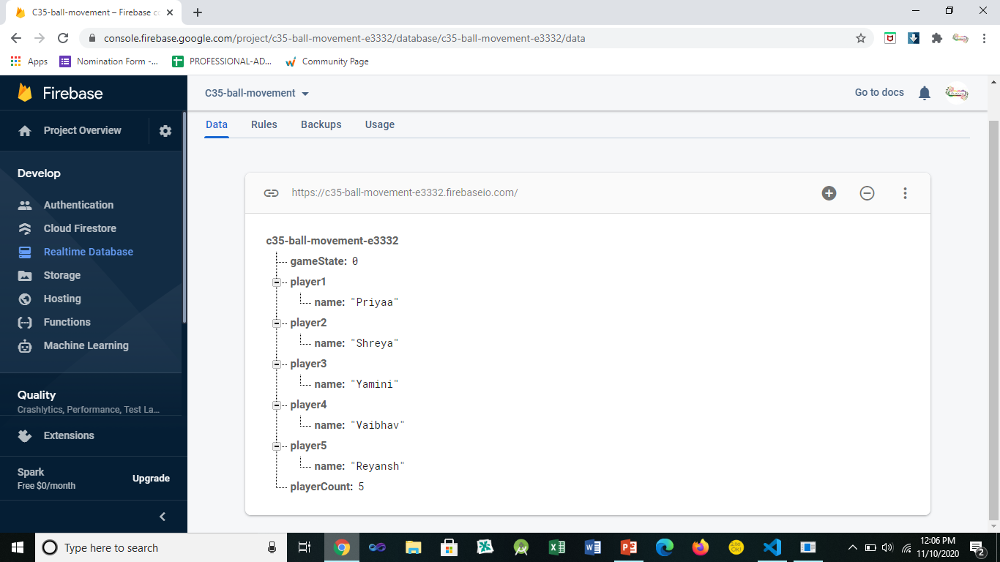 C35-ball-movement – Firebase co
console.firebase.google.com/project/c35-ball-movement-e3332/database/c35-ball-movement-e3332/data
Apps
Nomination Form -...
PROFESSIONAL-AD...
Community Page
Firebase
C35-ball-movement
Go to docs
Project Overview
Data
Rules
Backups
Usage
Develop
Authentication
Cloud Firestore
Realtime Database
Storage
Hosting
Functions
Machine Learning
Quality
Crashlytics, Performance, Test La...
Extensions
Spark
Free $0/month
Upgrade
https://c35-ball-movement-e3332.firebaseio.com/
c35-ball-movement-e3332
gameState: 0
player1
name: "Priyaa"
player2
name: "Shreya"
player3
name: "Yamini"
player4
name: "Vaibhav"
player5
name: "Reyansh"
playerCount: 5
Type here to search
12:06 PM
11/10/2020
2